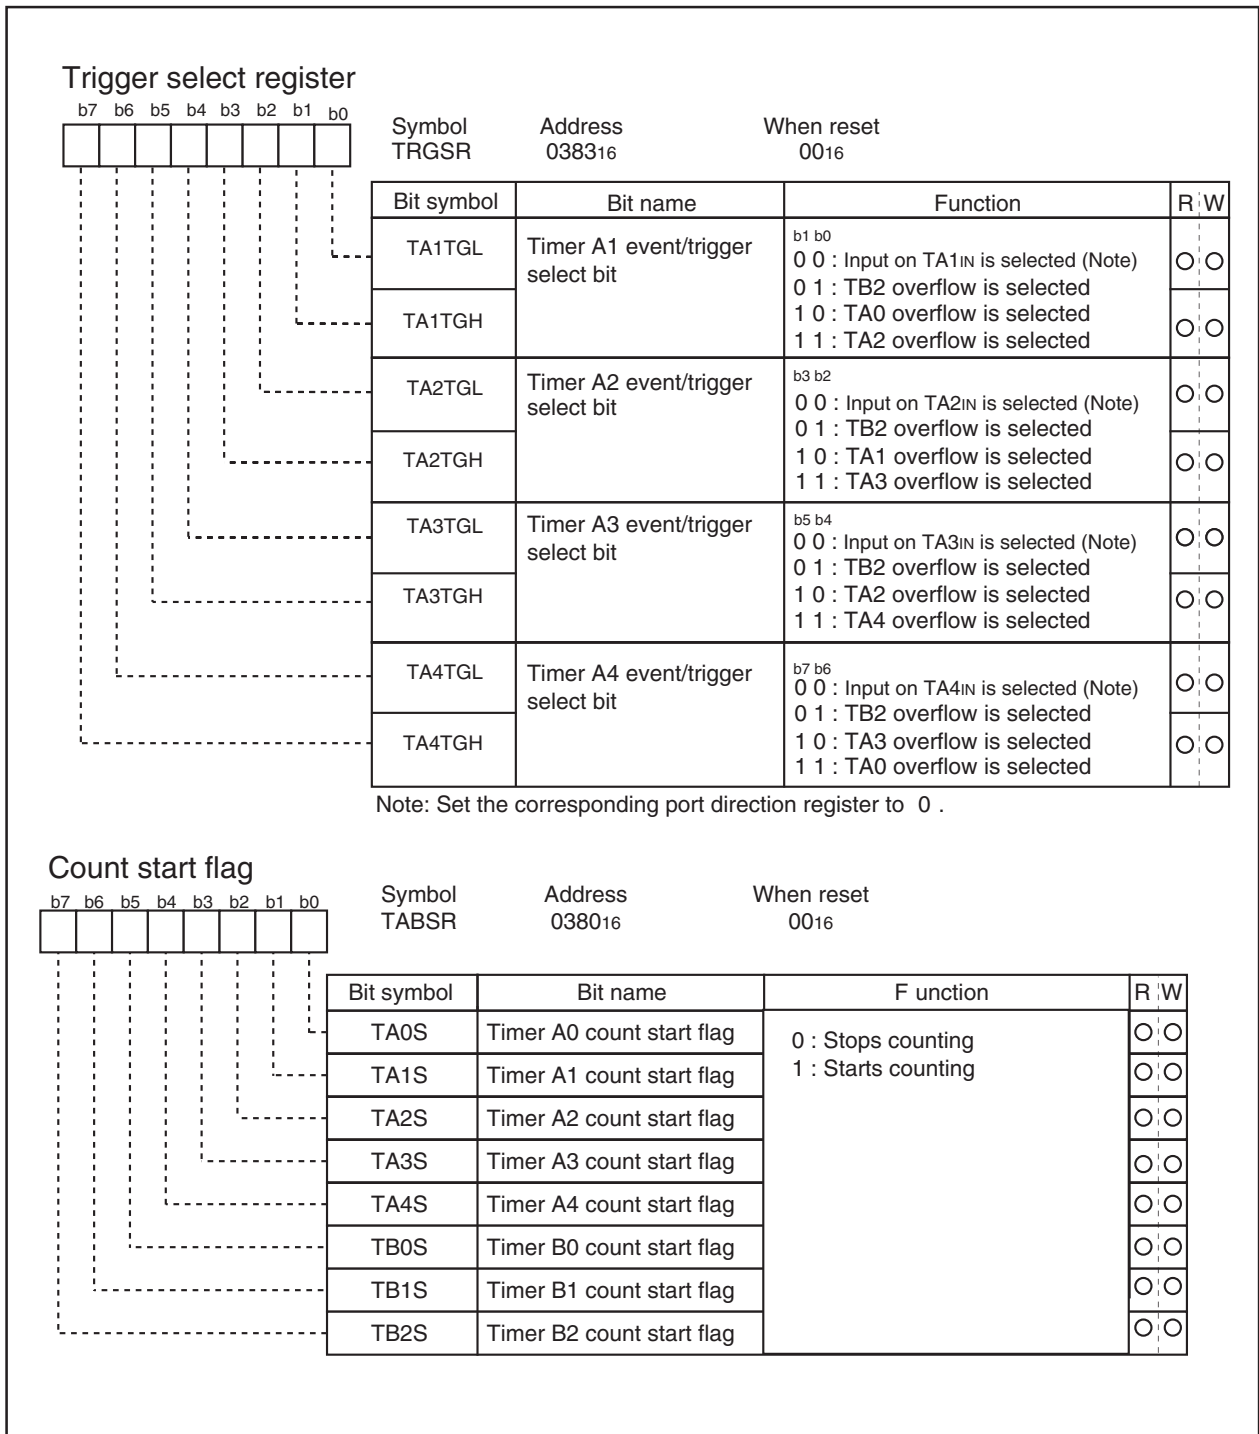 Trigger select register
b7 b6 b5 b4 b3 b2 b1 b0
Symbol Address When reset
TRGSR 038316 0016
Bit symbol Bit name Function R W
TA1TGL Timer A1 event/trigger select bit
TA1TGH
b1 b0
0 0 : Input on TA1IN is selected (Note)
0 1 : TB2 overflow is selected
1 0 : TA0 overflow is selected
1 1 : TA2 overflow is selected
TA2TGL Timer A2 event/trigger select bit
TA2TGH
b3 b2
0 0 : Input on TA2IN is selected (Note)
0 1 : TB2 overflow is selected
1 0 : TA1 overflow is selected
1 1 : TA3 overflow is selected
TA3TGL Timer A3 event/trigger select bit
TA3TGH
b5 b4
0 0 : Input on TA3IN is selected (Note)
0 1 : TB2 overflow is selected
1 0 : TA2 overflow is selected
1 1 : TA4 overflow is selected
TA4TGL Timer A4 event/trigger select bit
TA4TGH
b7 b6
0 0 : Input on TA4IN is selected (Note)
0 1 : TB2 overflow is selected
1 0 : TA3 overflow is selected
1 1 : TA0 overflow is selected
Note: Set the corresponding port direction register to 0 .
Count start flag
b7 b6 b5 b4 b3 b2 b1 b0
Symbol Address When reset
TABSR 038016 0016
Bit symbol Bit name F unction R W
TA0S Timer A0 count start flag
0 : Stops counting
1 : Starts counting
TA1S Timer A1 count start flag
TA2S Timer A2 count start flag
TA3S Timer A3 count start flag
TA4S Timer A4 count start flag
TB0S Timer B0 count start flag
TB1S Timer B1 count start flag
TB2S Timer B2 count start flag